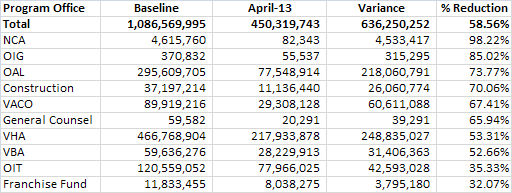 Program Office Baseline April-13 Variance % Reduction
Total 1,086,569,995 450,319,743 636,250,252 58.56%
NCA 4,615,760 82,343 4,533,417 98.22%
OIG 370,832 55,537 315,295 85.02%
OAL 295,609,705 77,548,914 218,060,791 73.77%
Construction 37,197,214 11,136,440 26,060,774 70.06%
VACO 89,919,216 29,308,128 60,611,088 67.41%
General Counsel 59,582 20,291 39,291 65.94%
VHA 466,768,904 217,933,878 248,835,027 53.31%
VBA 59,636,276 28,229,913 31,406,363 52.66%
OIT 120,559,052 77,966,025 42,593,028 35.33%
Franchise Fund 11,833,455 8,038,275 3,795,180 32.07%